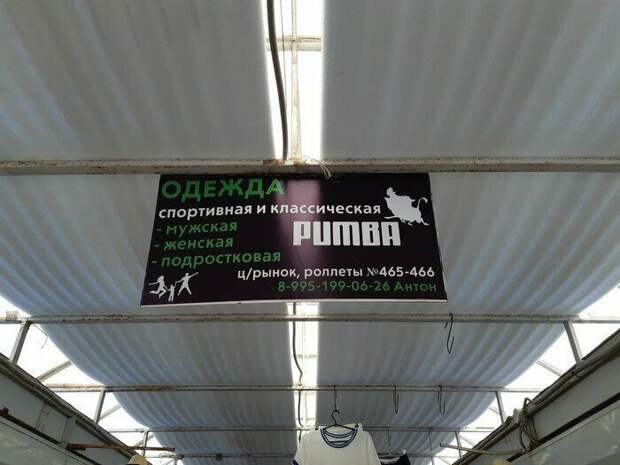 ОДЕЖДА
спортивная и классическая
- мужская
- женская
- подростковая
PUMBA
ц/рынок, роллеты №465-466
8-995-199-06-26 Антон